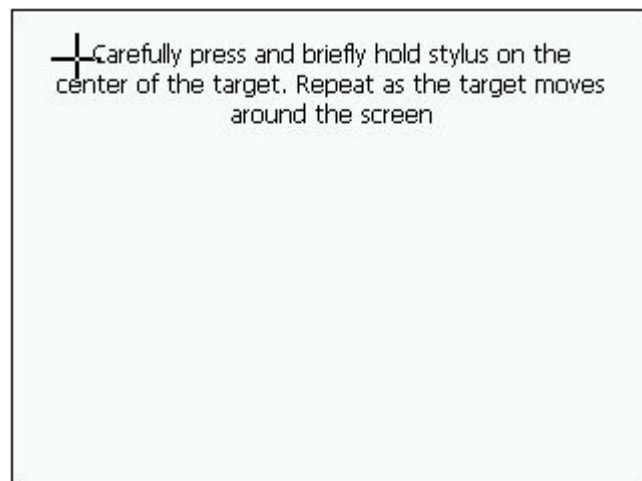 Carefully press and briefly hold stylus on the
center of the target. Repeat as the target moves
around the screen